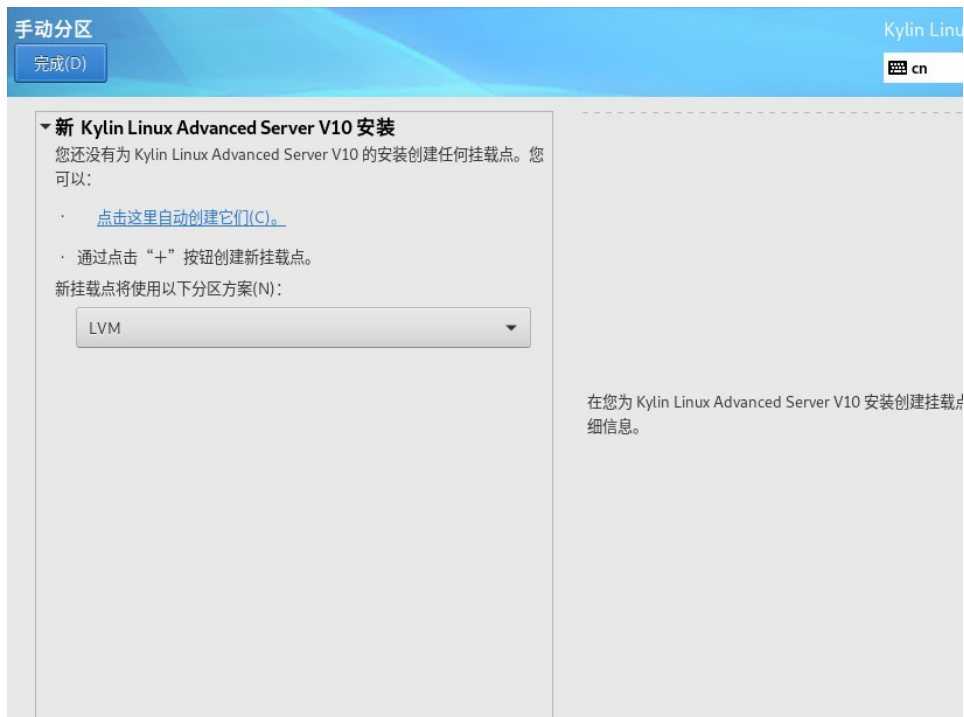 手动分区
Kylin Linu
完成(D)
cn
新 Kylin Linux Advanced Server V10 安装
您还没有为 Kylin Linux Advanced Server V10 的安装创建任何挂载点。您
可以：
· 点击这里自动创建它们(C)。
· 通过点击“+”按钮创建新挂载点。
新挂载点将使用以下分区方案(N)：
LVM
在您为 Kylin Linux Advanced Server V10 安装创建挂载点
细信息。